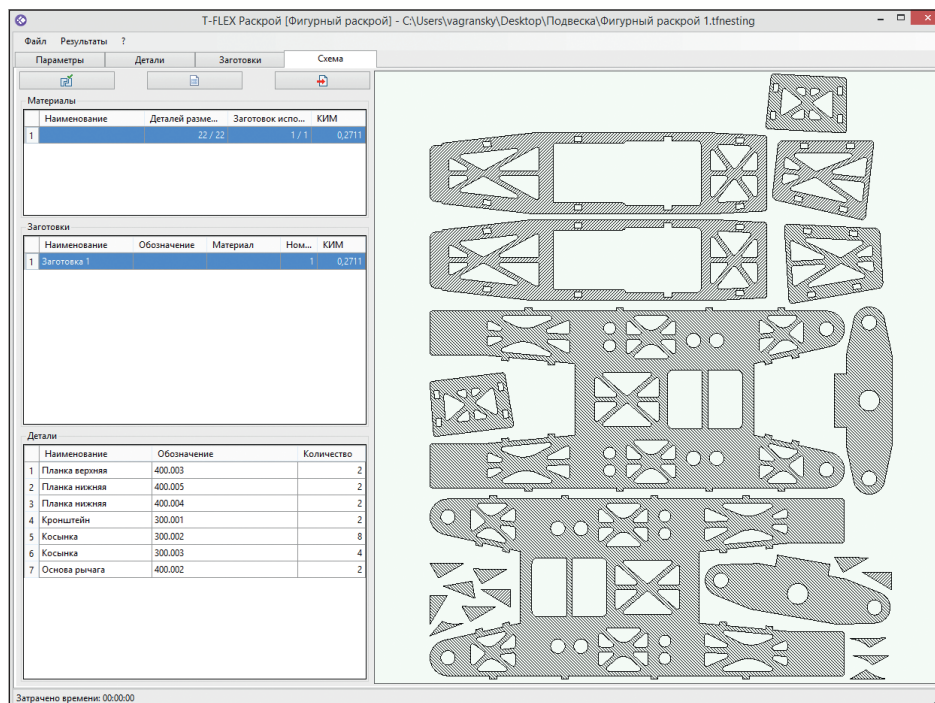 T-FLEX Раскрой [Фигурный раскрой] - C:\Users\vagransky\Desktop\Подвеска\Фигурный раскрой 1.tfnesting
Файл Результаты ?
Параметры Детали Заготовки Схема
Материалы
Наименование Деталей разме... Заготовок испо... КИМ
1 22 / 22 1 / 1 0,2711
Заготовки
Наименование Обозначение Материал Ном... КИМ
1 Заготовка 1 1 0,2711
Детали
Наименование Обозначение Количество
1 Планка верхняя 400.003 2
2 Планка нижняя 400.005 2
3 Планка нижняя 400.004 2
4 Кронштейн 300.001 2
5 Косынка 300.002 8
6 Косынка 300.003 4
7 Основа рычага 400.002 2
Затрачено времени: 00:00:00